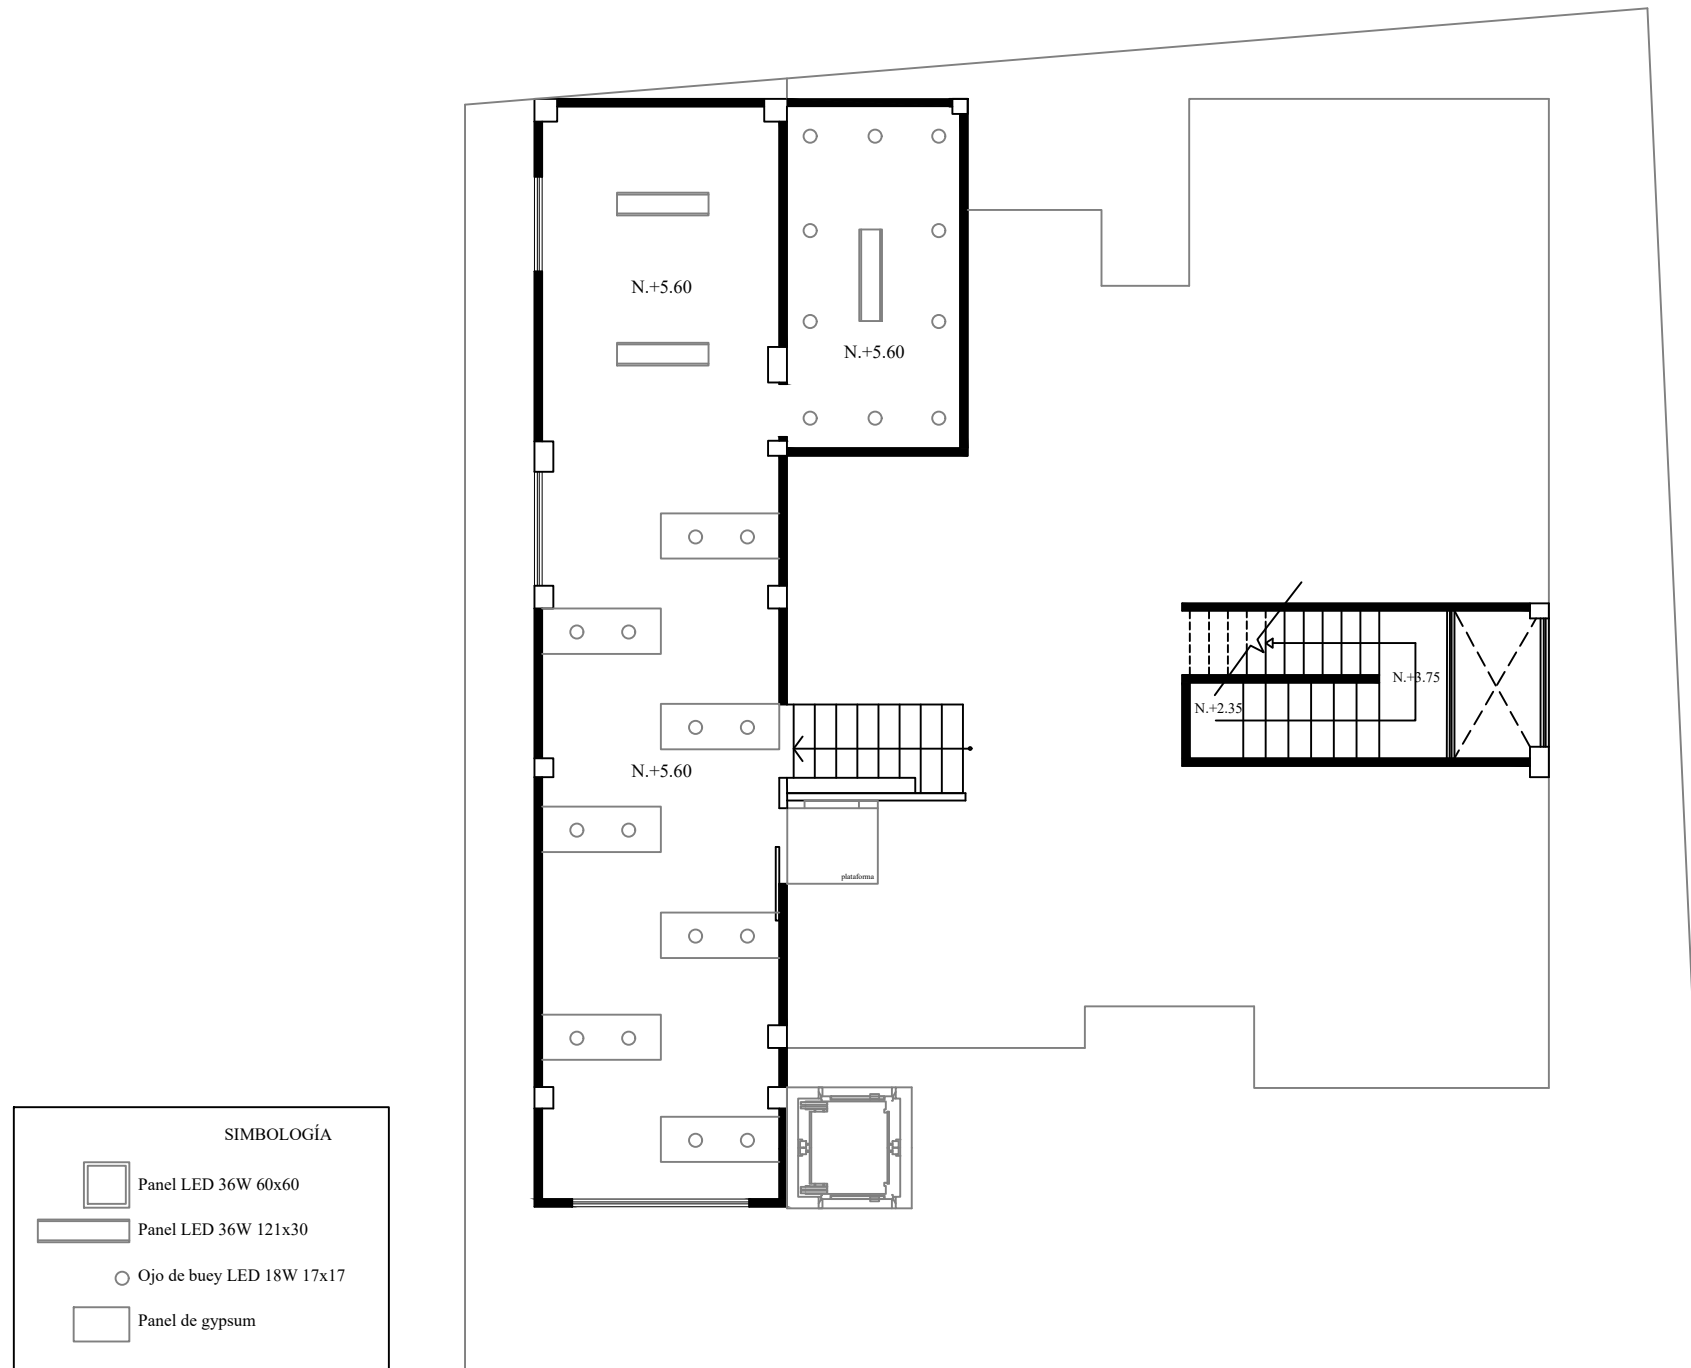 N.+5.60
N.+5.60
N.+3.75
N.+2.35
N.+5.60
plataforma
SIMBOLOGÍA
Panel LED 36W 60x60
Panel LED 36W 121x30
Ojo de buey LED 18W 17x17
Panel de gypsum